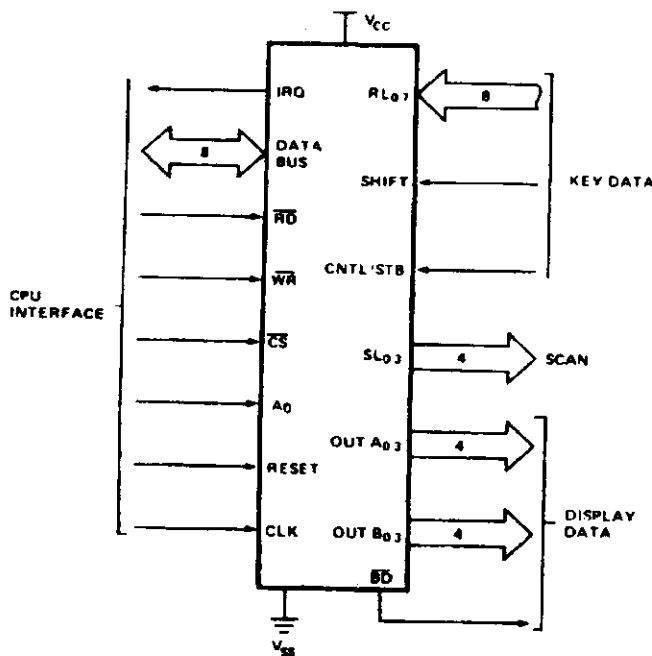 VCC
IRQ
RL0 7
8
DATA
BUS
8
SHIFT
KEY DATA
RD
CNTL/STB
WR
CPU
INTERFACE
CS
SL0 3
4
SCAN
A0
OUT A0 3
4
RESET
DISPLAY
DATA
CLK
OUT B0 3
4
BD
VSS